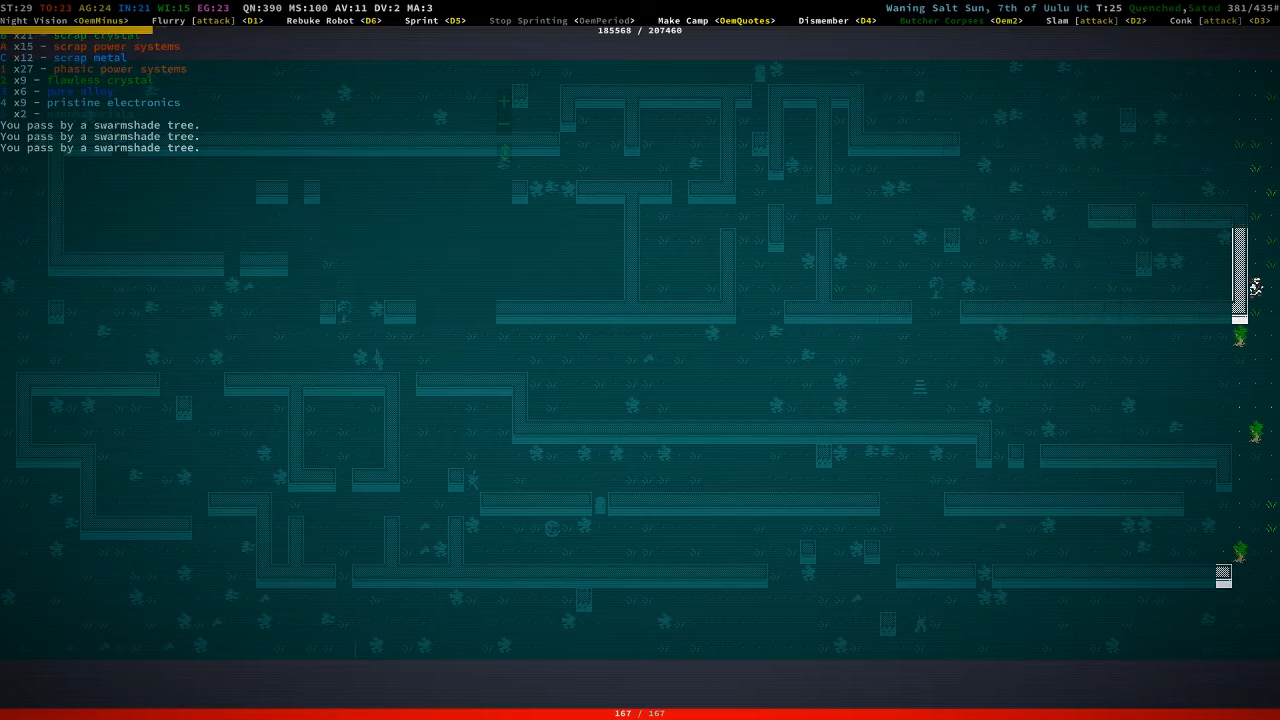 ST:29 TO:23 AG:24 IN:21 WI:15 EG:23 QN:390 MS:100 AV:11 DV:2 MA:3 Waning Salt Sun, 7th of Uulu Ut T:25 Quenched,Sated 381/435#
Night Vision <OemMinus> Flurry [attack] <D1> Rebuke Robot <D6> Sprint <D5> Stop Sprinting <OemPeriod> Make Camp <OemQuotes> Dismember <D4> Butcher Corpses <Oem2> Slam [attack] <D2> Conk [attack] <D3>
185568 / 207460
B x21 - scrap crystal
A x15 - scrap power systems
C x12 - scrap metal
1 x27 - phasic power systems
2 x9 - flawless crystal
3 x6 - pure alloy
4 x9 - pristine electronics
x2 -
You pass by a swarmshade tree.
You pass by a swarmshade tree.
You pass by a swarmshade tree.
167 / 167